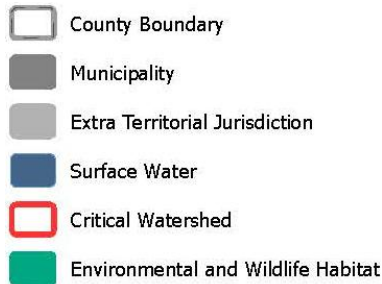 County Boundary
Municipality
Extra Territorial Jurisdiction
Surface Water
Critical Watershed
Environmental and Wildlife Habitat